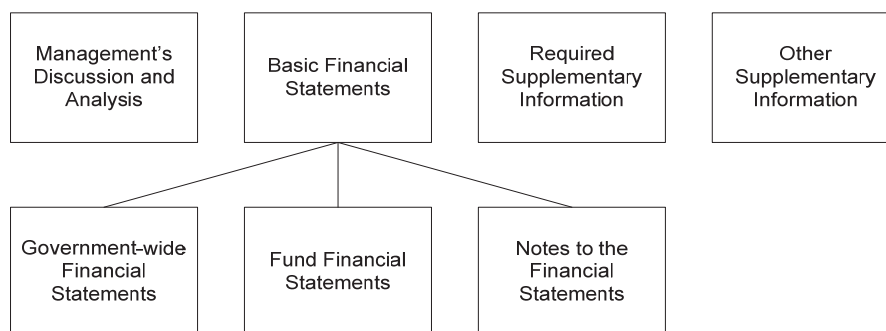 Management's
Discussion and
Analysis
Basic Financial
Statements
Required
Supplementary
Information
Other
Supplementary
Information
Government-wide
Financial
Statements
Fund Financial
Statements
Notes to the
Financial
Statements